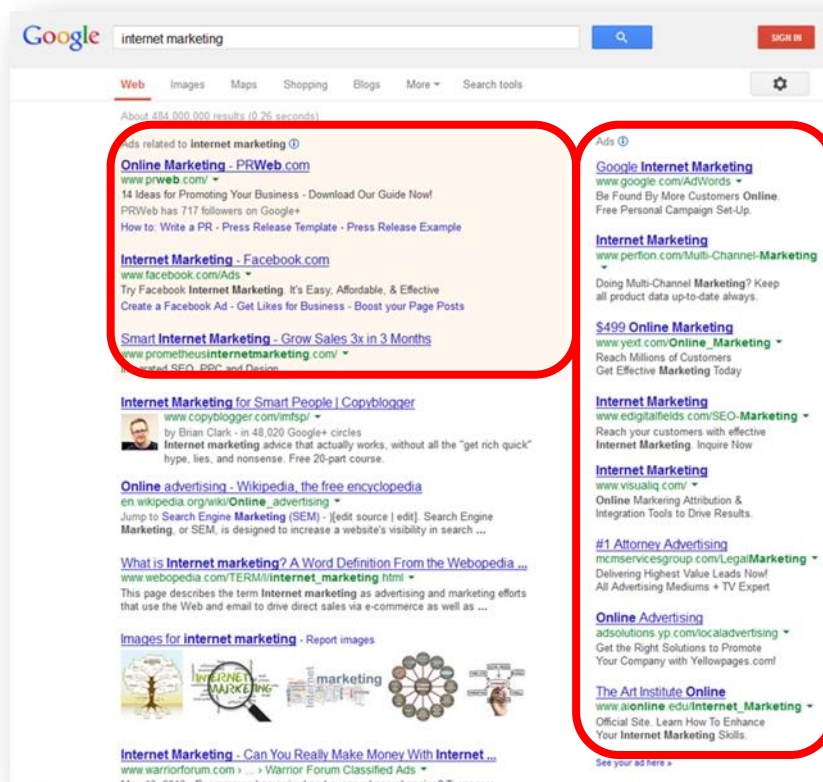 Google
internet marketing
SIGN IN
Web Images Maps Shopping Blogs More Search tools
About 484,000,000 results (0.26 seconds)
Ads related to internet marketing
Online Marketing - PRWeb.com
www.prweb.com/
14 Ideas for Promoting Your Business - Download Our Guide Now!
PRWeb has 717 followers on Google+
How to: Write a PR - Press Release Template - Press Release Example
Internet Marketing - Facebook.com
www.facebook.com/Ads
Try Facebook Internet Marketing. It's Easy, Affordable, & Effective
Create a Facebook Ad - Get Likes for Business - Boost your Page Posts
Smart Internet Marketing - Grow Sales 3x in 3 Months
www.prometheusinternetmarketing.com/
Integrated SEO, PPC and Design
Internet Marketing for Smart People | Copyblogger
www.copyblogger.com/imfsp/
by Brian Clark - in 48,020 Google+ circles
Internet marketing advice that actually works, without all the "get rich quick"
hype, lies, and nonsense. Free 20-part course.
Online advertising - Wikipedia, the free encyclopedia
en.wikipedia.org/wiki/Online_advertising
Jump to Search Engine Marketing (SEM) - )[edit source | edit]. Search Engine
Marketing, or SEM, is designed to increase a website's visibility in search ...
What is Internet marketing? A Word Definition From the Webopedia ...
www.webopedia.com/TERM/I/internet_marketing.html
This page describes the term Internet marketing as advertising and marketing efforts
that use the Web and email to drive direct sales via e-commerce as well as ...
Images for internet marketing - Report images
INTERNET
MARKETING
Internet
marketing
Internet Marketing - Can You Really Make Money With Internet ...
www.warriorforum.com › ... › Warrior Forum Classified Ads
Ads
Google Internet Marketing
www.google.com/AdWords
Be Found By More Customers Online.
Free Personal Campaign Set-Up.
Internet Marketing
www.perfion.com/Multi-Channel-Marketing
Doing Multi-Channel Marketing? Keep
all product data up-to-date always.
$499 Online Marketing
www.yext.com/Online_Marketing
Reach Millions of Customers
Get Effective Marketing Today
Internet Marketing
www.edigitalfields.com/SEO-Marketing
Reach your customers with effective
Internet Marketing. Inquire Now
Internet Marketing
www.visualiq.com/
Online Markering Attribution &
Integration Tools to Drive Results.
#1 Attorney Advertising
mcmservicesgroup.com/LegalMarketing
Delivering Highest Value Leads Now!
All Advertising Mediums + TV Expert
Online Advertising
adsolutions.yp.com/localadvertising
Get the Right Solutions to Promote
Your Company with Yellowpages.com!
The Art Institute Online
www.aionline.edu/Internet_Marketing
Official Site. Learn How To Enhance
Your Internet Marketing Skills.
See your ad here »